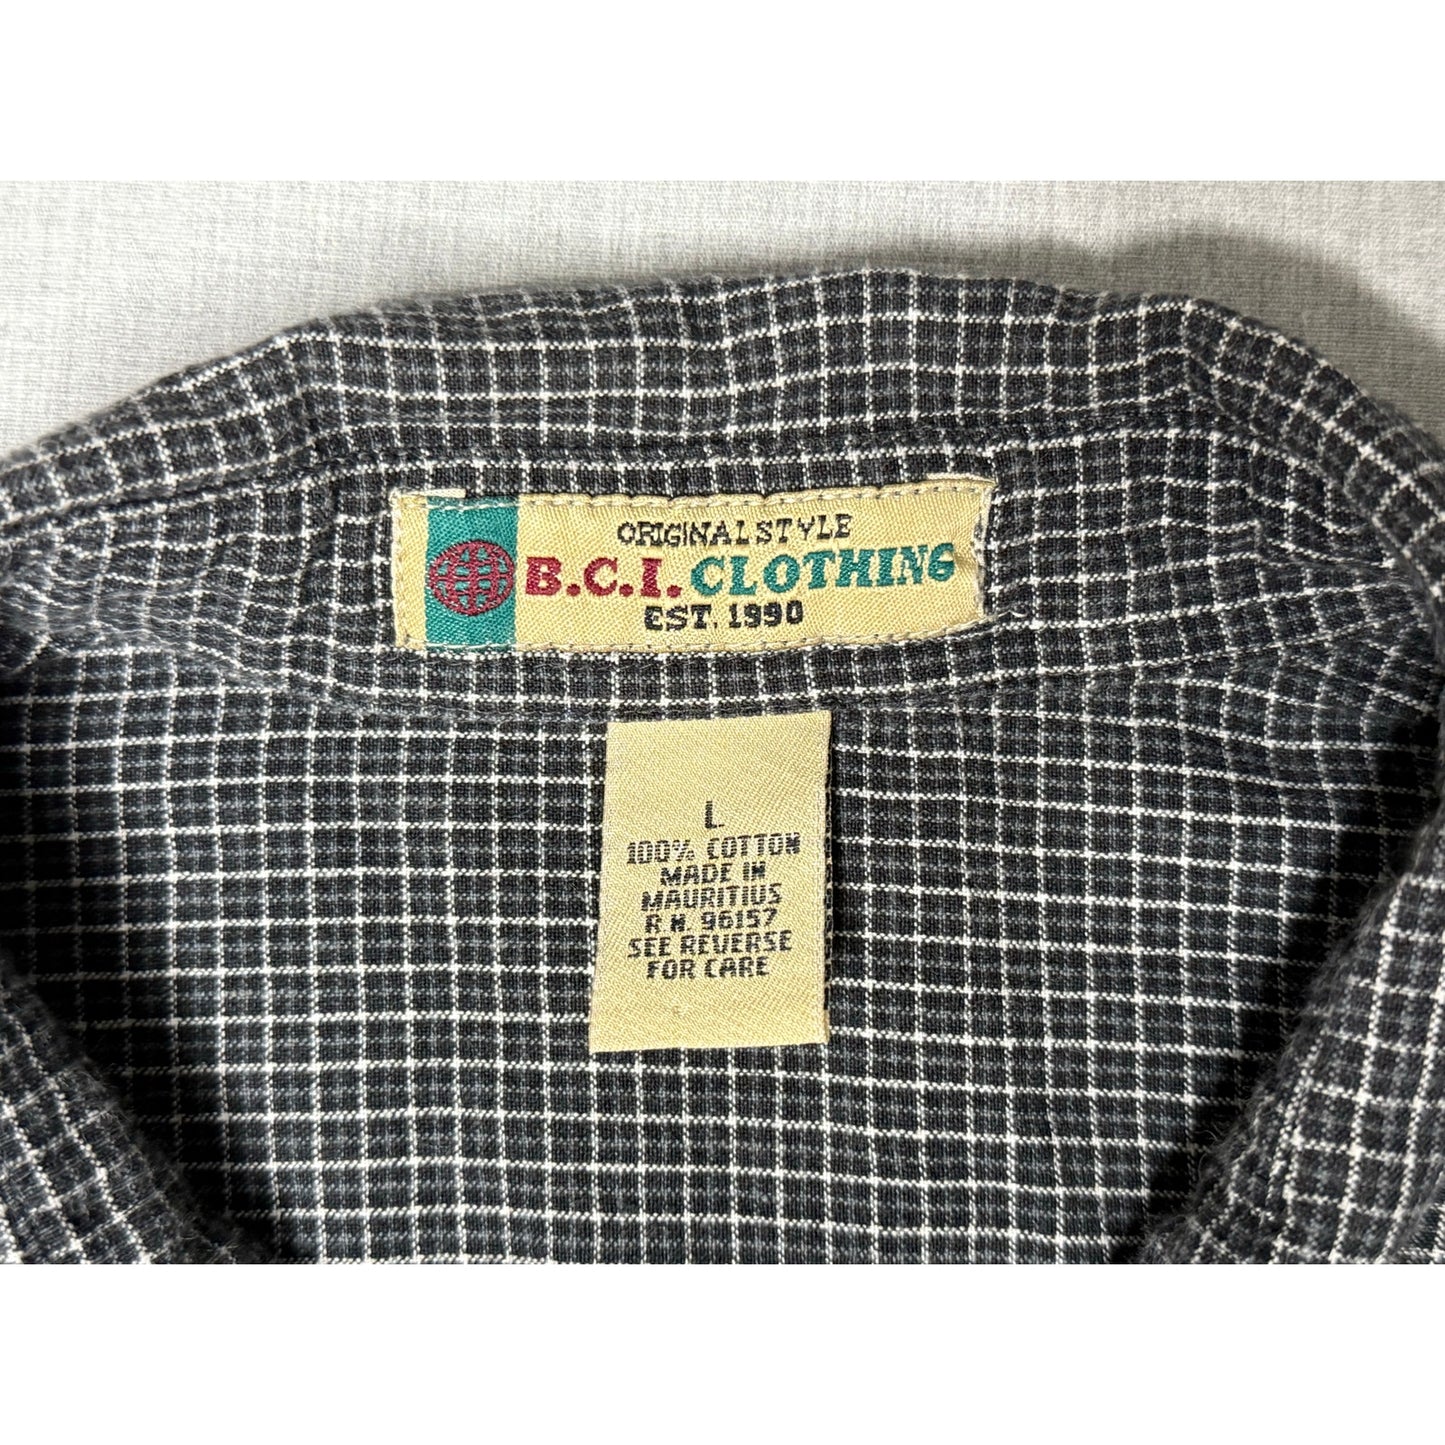 ORIGINAL STYLE
B.C.I. CLOTHING
EST. 1990
L
100% COTTON
MADE IN
MAURITIUS
R N. 96157
SEE REVERSE
FOR CARE